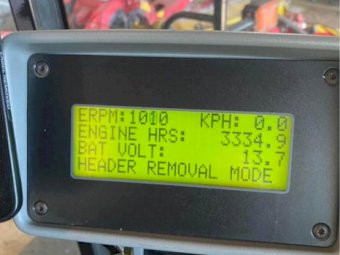 ERPM:1010 KPH: 0.0
ENGINE HRS: 3334.9
BAT VOLT: 13.7
HEADER REMOVAL MODE